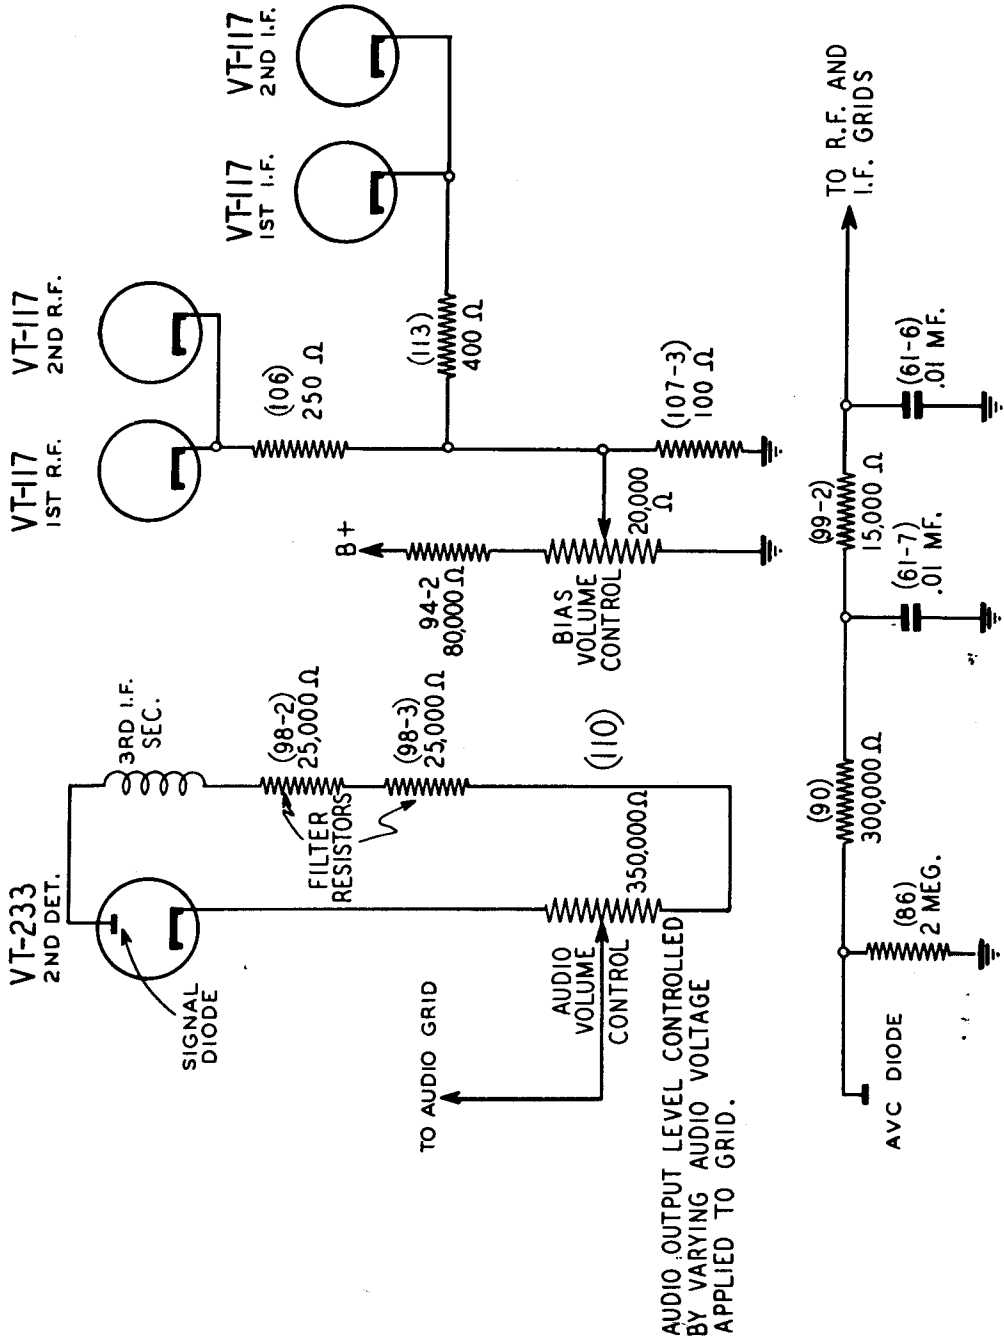 VT-233
2ND DET.
SIGNAL
DIODE
3RD I.F.
SEC.
(98-2)
25,000 Ω
(98-3)
25,000 Ω
FILTER
RESISTORS
TO AUDIO GRID
AUDIO
VOLUME
CONTROL
350,000Ω
(110)
AUDIO OUTPUT LEVEL CONTROLLED
BY VARYING AUDIO VOLTAGE
APPLIED TO GRID.
VT-117
1ST R.F.
VT-117
2ND R.F.
VT-117
1ST I.F.
VT-117
2ND I.F.
(106)
250 Ω
(113)
400 Ω
B+
94-2
80,000Ω
BIAS
VOLUME
CONTROL
20,000
Ω
(107-3)
100 Ω
AVC DIODE
(86)
2 MEG.
(90)
300,000 Ω
(61-7)
.01 MF.
(99-2)
15,000 Ω
(61-6)
.01 MF.
TO R.F. AND
I.F. GRIDS